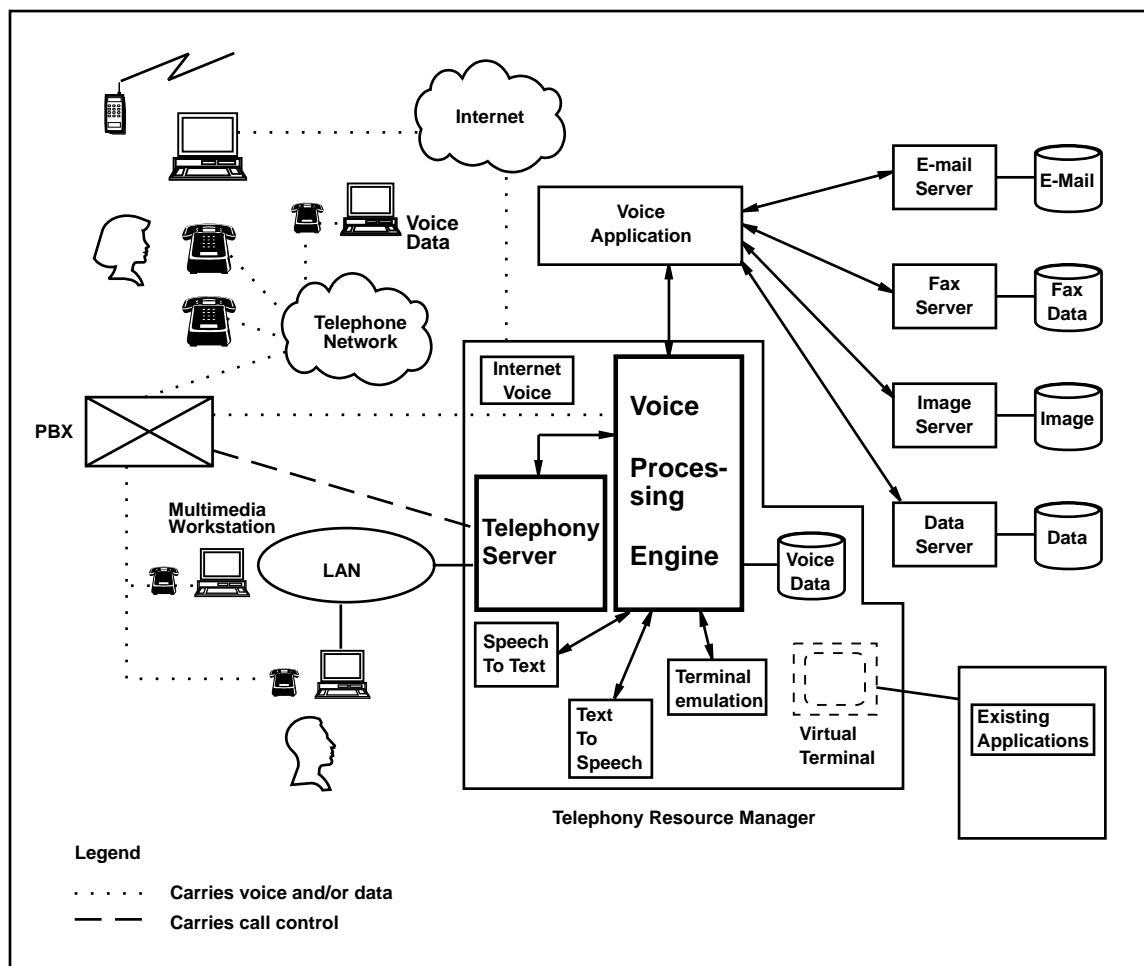 Internet
E-mail
Server
E-Mail
Voice
Application
Voice
Data
Fax
Server
Fax
Data
Telephone
Network
Internet
Voice
Image
Server
Image
PBX
Voice
Proces-
sing
Engine
Multimedia
Workstation
Telephony
Server
Data
Server
Data
LAN
Voice
Data
Speech
To Text
Terminal
emulation
Text
To
Speech
Virtual
Terminal
Existing
Applications
Telephony Resource Manager
Legend
Carries voice and/or data
Carries call control